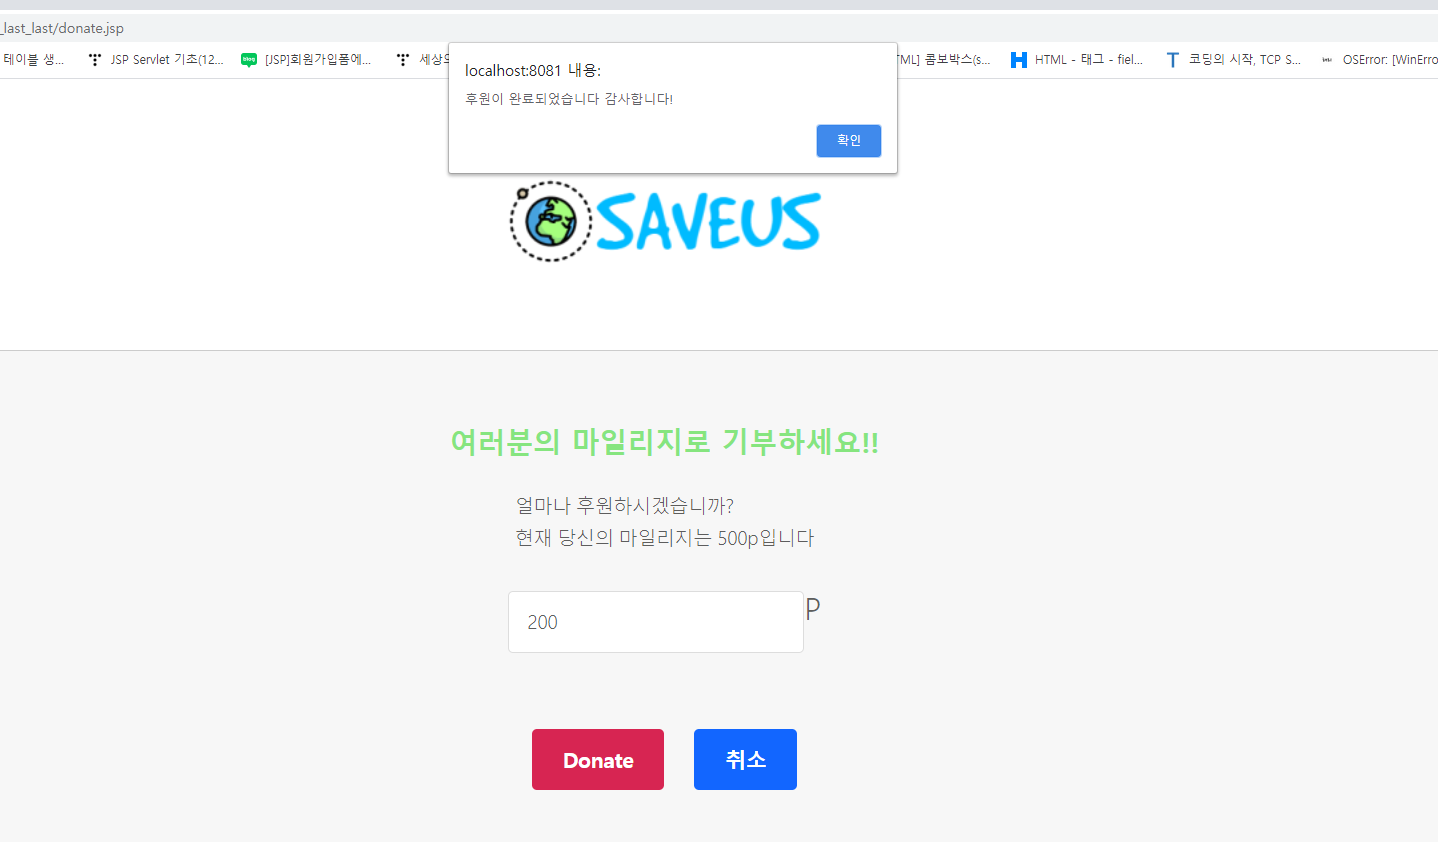 _last_last/donate.jsp
테이블 생... JSP Servlet 기초(12... [JSP]회원가입폼에... 세상의 TML] 콤보박스(s... HTML - 태그 - fiel... 코딩의 시작, TCP S... OSError: [WinErro
localhost:8081 내용:
후원이 완료되었습니다 감사합니다!
확인
SAVEUS
여러분의 마일리지로 기부하세요!!
얼마나 후원하시겠습니까?
현재 당신의 마일리지는 500p입니다
200 P
Donate 취소